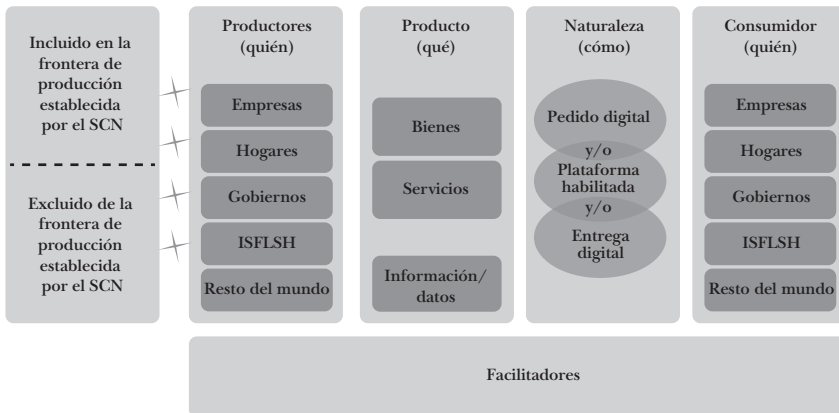 Incluido en la
frontera de
producción
establecida
por el SCN
Excluido de la
frontera de
producción
establecida
por el SCN
Productores
(quién)
Empresas
Hogares
Gobiernos
ISFLSH
Resto del mundo
Producto
(qué)
Bienes
Servicios
Información/
datos
Naturaleza
(cómo)
Pedido digital
y/o
Plataforma
habilitada
y/o
Entrega
digital
Consumidor
(quién)
Empresas
Hogares
Gobiernos
ISFLSH
Resto del mundo
Facilitadores